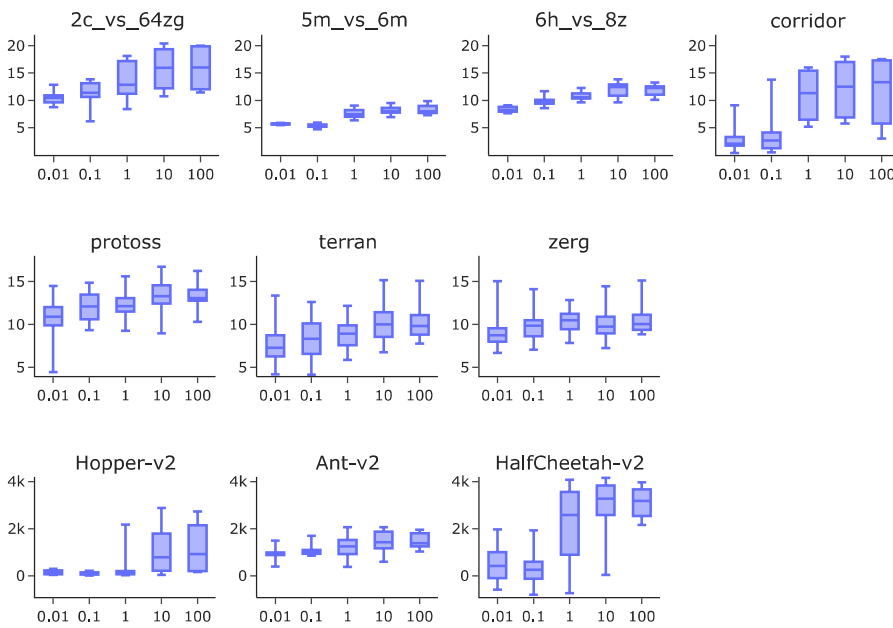 2c_vs_64zg 5m_vs_6m 6h_vs_8z corridor
20 20 20 20
15 15 15 15
10 10 10 10
5 5 5 5
0.01 0.1 1 10 100 0.01 0.1 1 10 100 0.01 0.1 1 10 100 0.01 0.1 1 10 100
protoss terran zerg
15 15 15
10 10 10
5 5 5
0.01 0.1 1 10 100 0.01 0.1 1 10 100 0.01 0.1 1 10 100
Hopper-v2 Ant-v2 HalfCheetah-v2
4k 4k 4k
2k 2k 2k
0 0 0
0.01 0.1 1 10 100 0.01 0.1 1 10 100 0.01 0.1 1 10 100